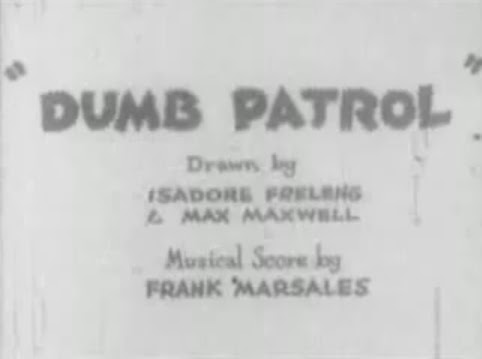 "DUMB PATROL"
Drawn by
ISADORE FRELENG
& MAX MAXWELL
Musical Score by
FRANK MARSALES